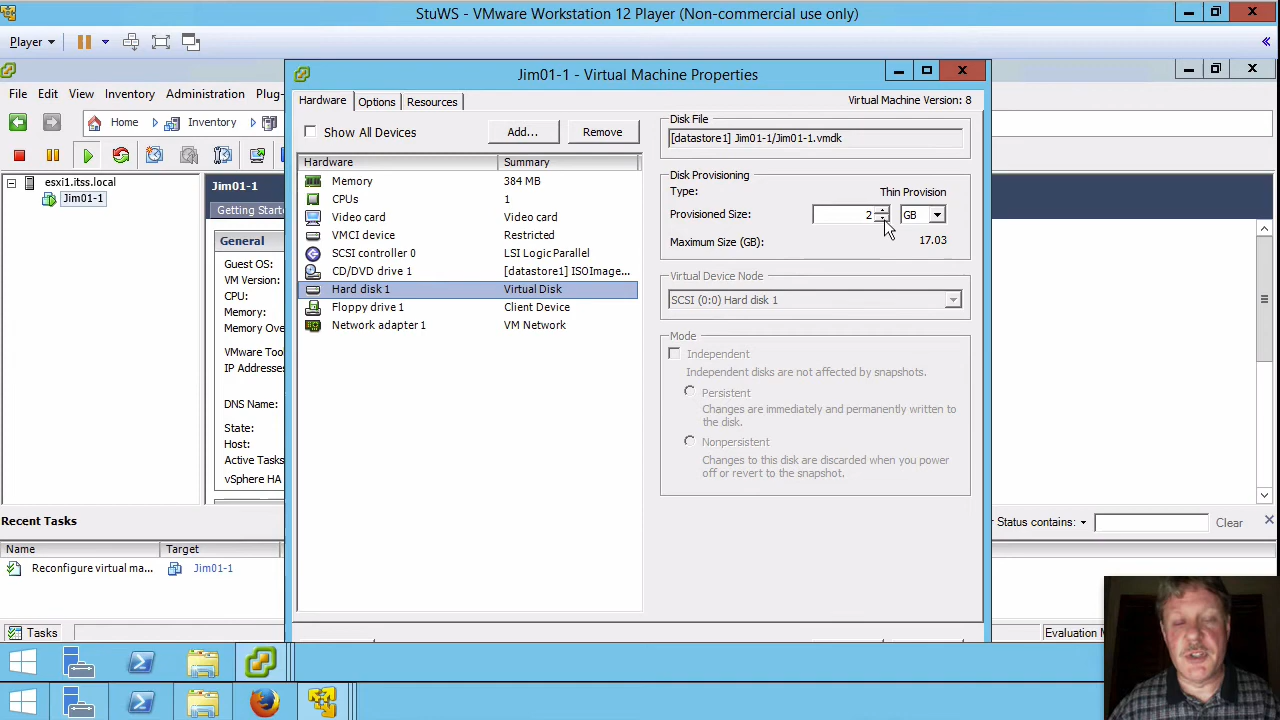 StuWS - VMware Workstation 12 Player (Non-commercial use only)
Player
File Edit View Inventory Administration Plug-
Home Inventory
esxi1.itss.local
Jim01-1
Jim01-1
Getting Starte
General
Guest OS:
VM Version:
CPU:
Memory:
Memory Ove
VMware Tool
IP Addresses
DNS Name:
State:
Host:
Active Tasks
vSphere HA
Jim01-1 - Virtual Machine Properties
Hardware Options Resources
Virtual Machine Version: 8
Show All Devices Add... Remove
Hardware Summary
Memory 384 MB
CPUs 1
Video card Video card
VMCI device Restricted
SCSI controller 0 LSI Logic Parallel
CD/DVD drive 1 [datastore1] ISOImage...
Hard disk 1 Virtual Disk
Floppy drive 1 Client Device
Network adapter 1 VM Network
Disk File
[datastore1] Jim01-1/Jim01-1.vmdk
Disk Provisioning
Type: Thin Provision
Provisioned Size: 2 GB
Maximum Size (GB): 17.03
Virtual Device Node
SCSI (0:0) Hard disk 1
Mode
Independent
Independent disks are not affected by snapshots.
Persistent
Changes are immediately and permanently written to
the disk.
Nonpersistent
Changes to this disk are discarded when you power
off or revert to the snapshot.
Recent Tasks
Status contains: Clear
Name Target
Reconfigure virtual ma... Jim01-1
Tasks
Evaluation M